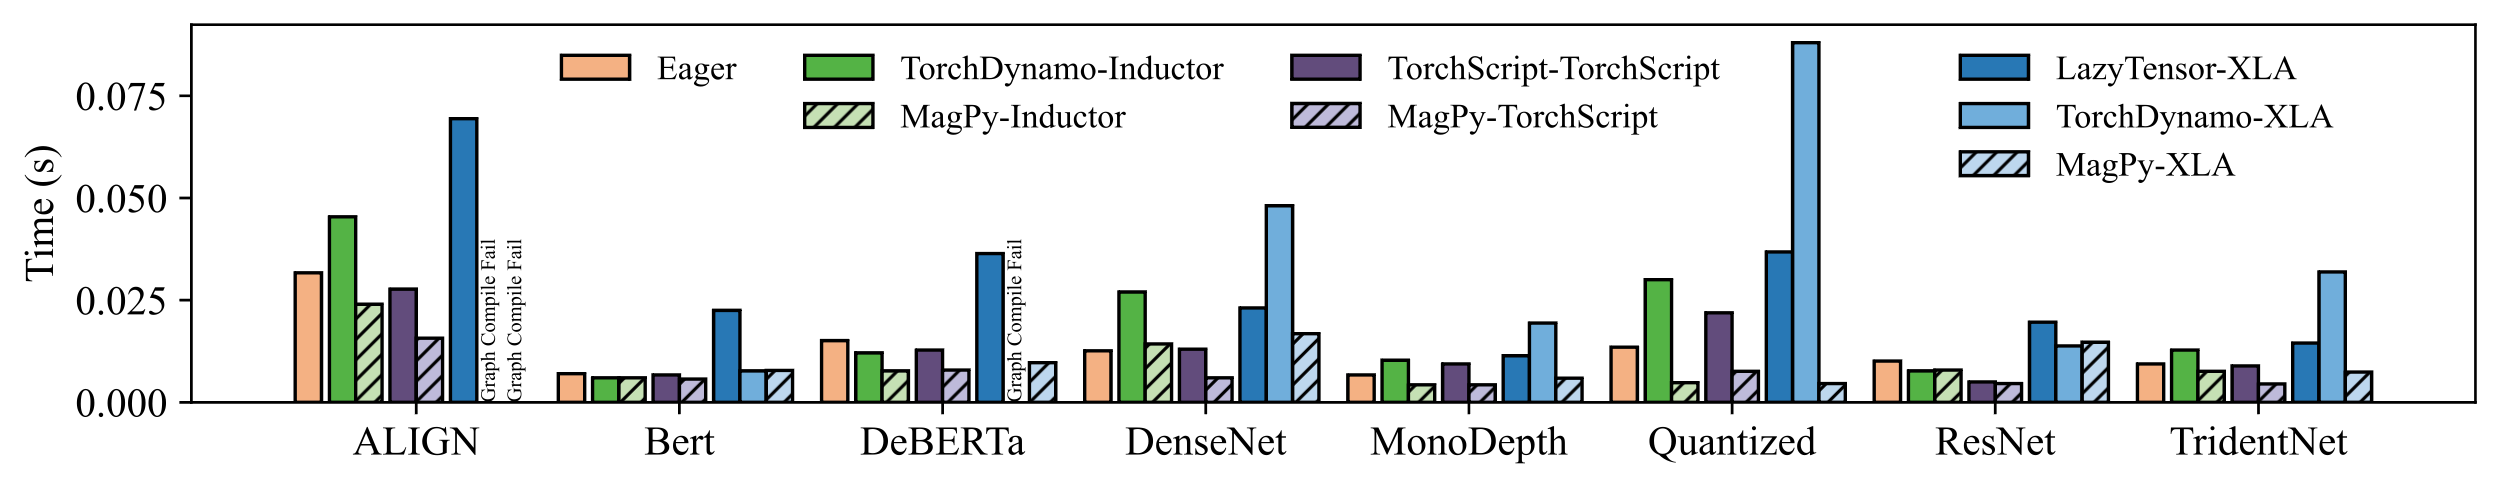 Time (s)
0.075
0.050
0.025
0.000
Eager
TorchDynamo-Inductor
MagPy-Inductor
TorchScript-TorchScript
MagPy-TorchScript
LazyTensor-XLA
TorchDynamo-XLA
MagPy-XLA
Graph Compile Fail
Graph Compile Fail
Graph Compile Fail
ALIGN
Bert
DeBERTa
DenseNet
MonoDepth
Quantized
ResNet
TridentNet